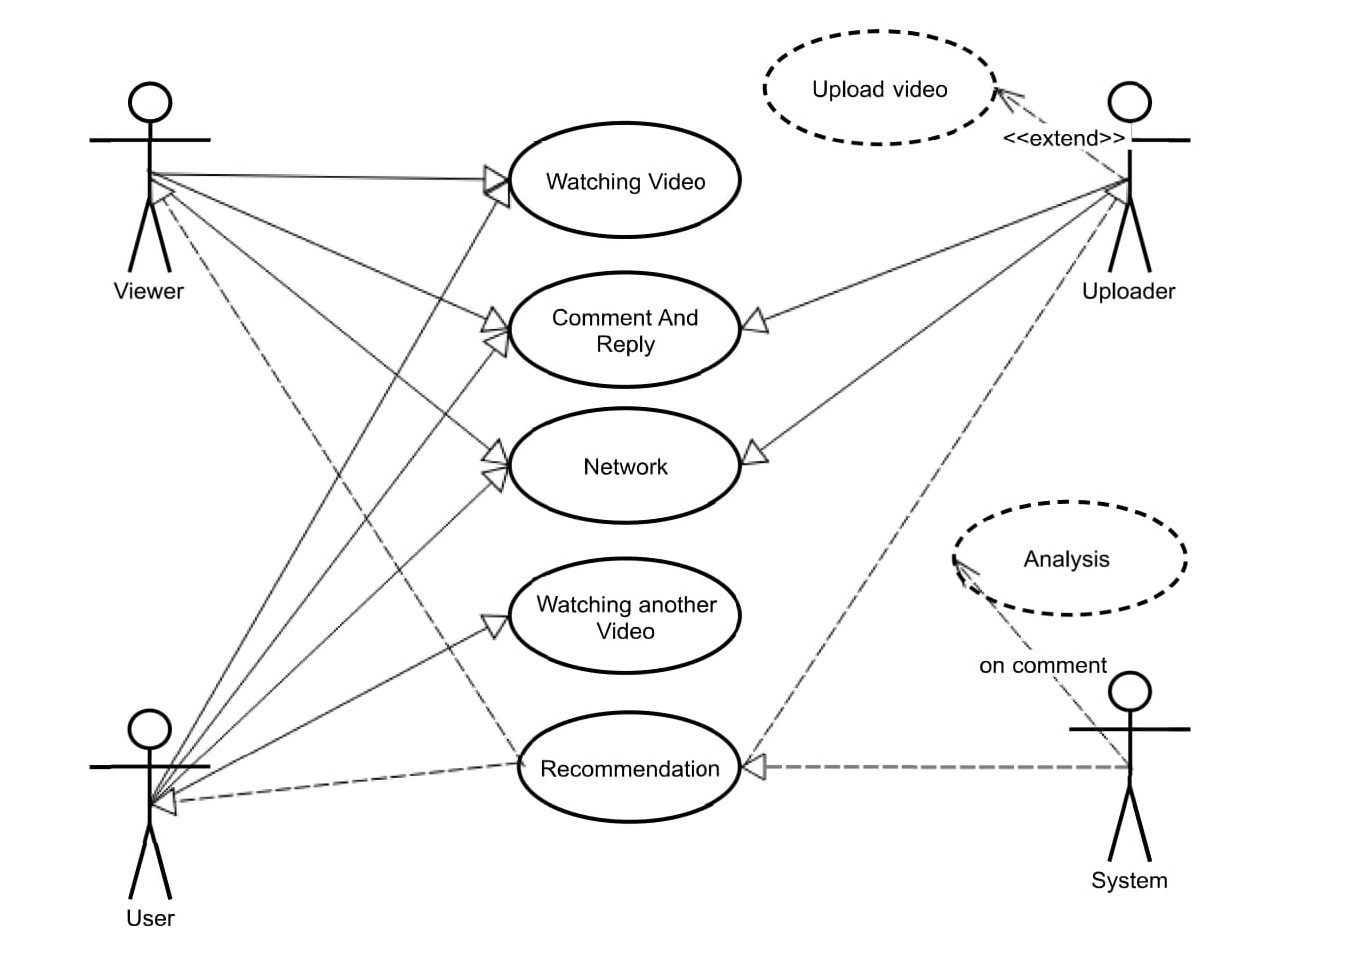 Upload video
<<extend>>
Watching Video
Viewer
Uploader
Comment And
Reply
Network
Analysis
Watching another
Video
on comment
Recommendation
System
User